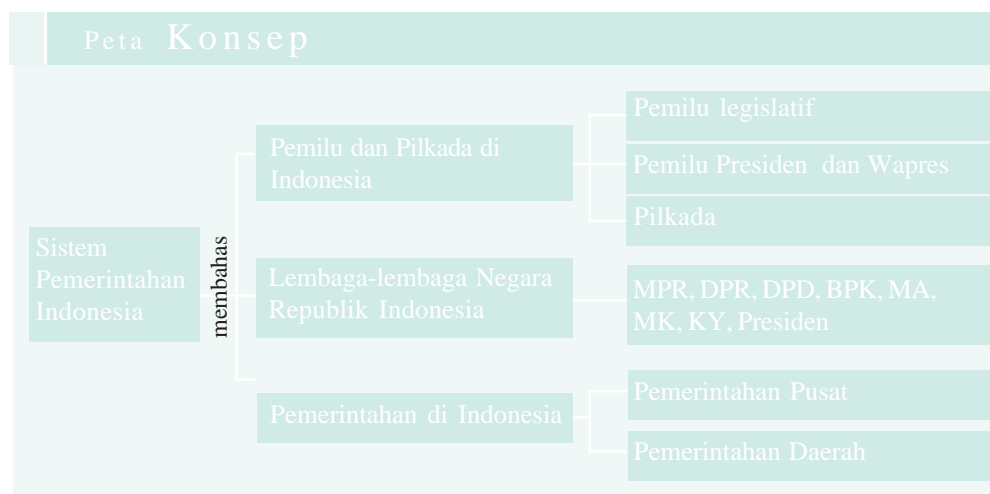 Peta Konsep
Sistem
Pemerintahan
Indonesia
membahas
Pemilu dan Pilkada di
Indonesia
Pemilu legislatif
Pemilu Presiden dan Wapres
Pilkada
Lembaga-lembaga Negara
Republik Indonesia
MPR, DPR, DPD, BPK, MA,
MK, KY, Presiden
Pemerintahan di Indonesia
Pemerintahan Pusat
Pemerintahan Daerah